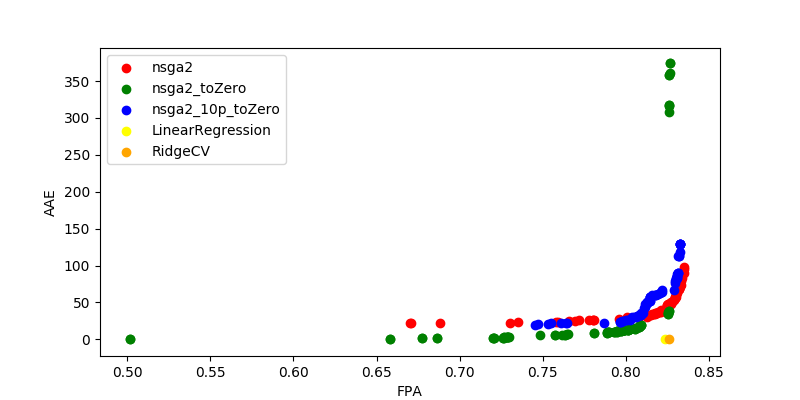 nsga2
nsga2_toZero
nsga2_10p_toZero
LinearRegression
RidgeCV
AAE
350
300
250
200
150
100
50
0
0.50 0.55 0.60 0.65 0.70 0.75 0.80 0.85
FPA